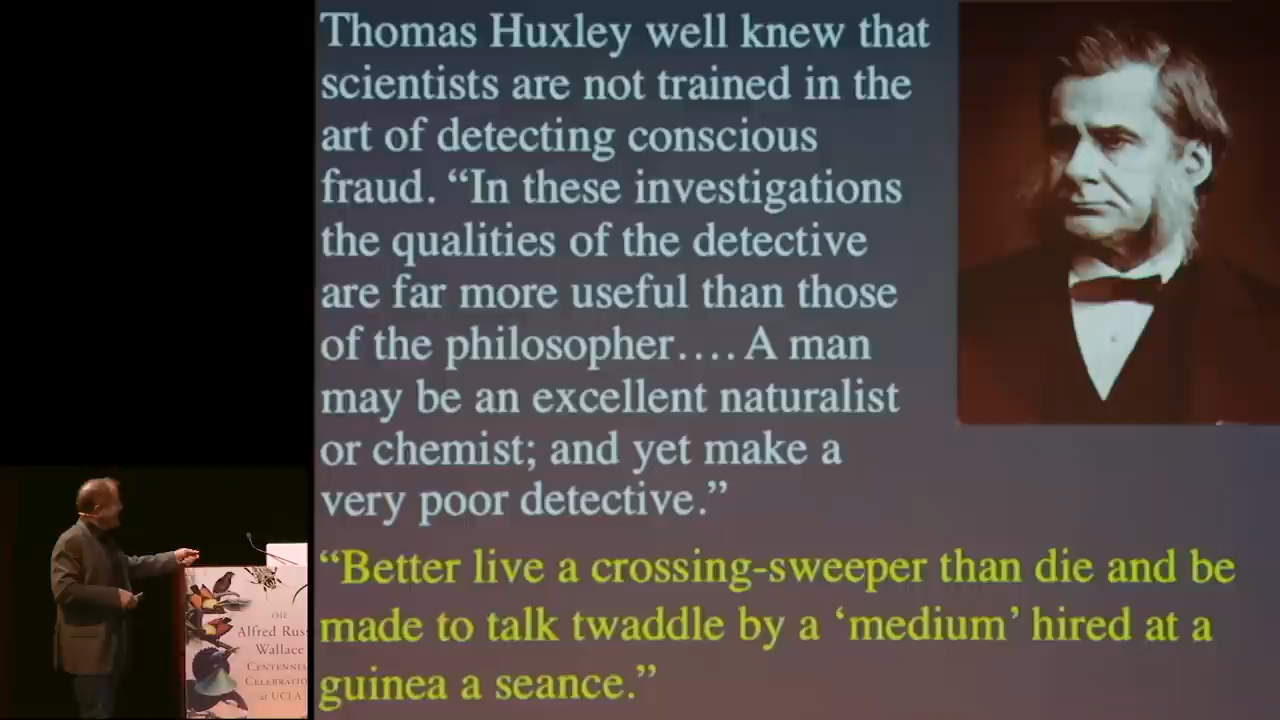 Thomas Huxley well knew that
scientists are not trained in the
art of detecting conscious
fraud. “In these investigations
the qualities of the detective
are far more useful than those
of the philosopher.... A man
may be an excellent naturalist
or chemist; and yet make a
very poor detective.”
“Better live a crossing-sweeper than die and be
made to talk twaddle by a ‘medium’ hired at a
guinea a seance.”
THE
Alfred Russ
Wallace
CENTENNI
CELEBRATIO
at UCLA